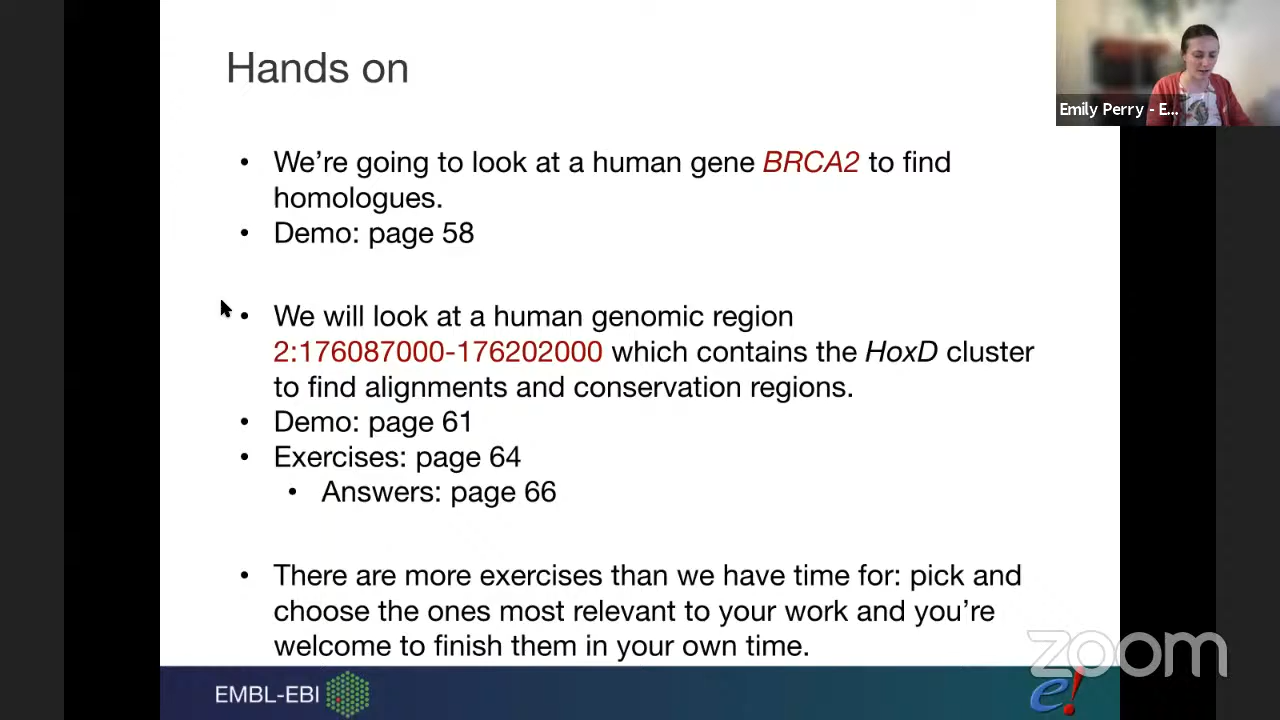 Hands on
Emily Perry - E...
• We're going to look at a human gene BRCA2 to find
homologues.
• Demo: page 58
• We will look at a human genomic region
2:176087000-176202000 which contains the HoxD cluster
to find alignments and conservation regions.
• Demo: page 61
• Exercises: page 64
• Answers: page 66
• There are more exercises than we have time for: pick and
choose the ones most relevant to your work and you're
welcome to finish them in your own time.
zoom
EMBL-EBI
e!